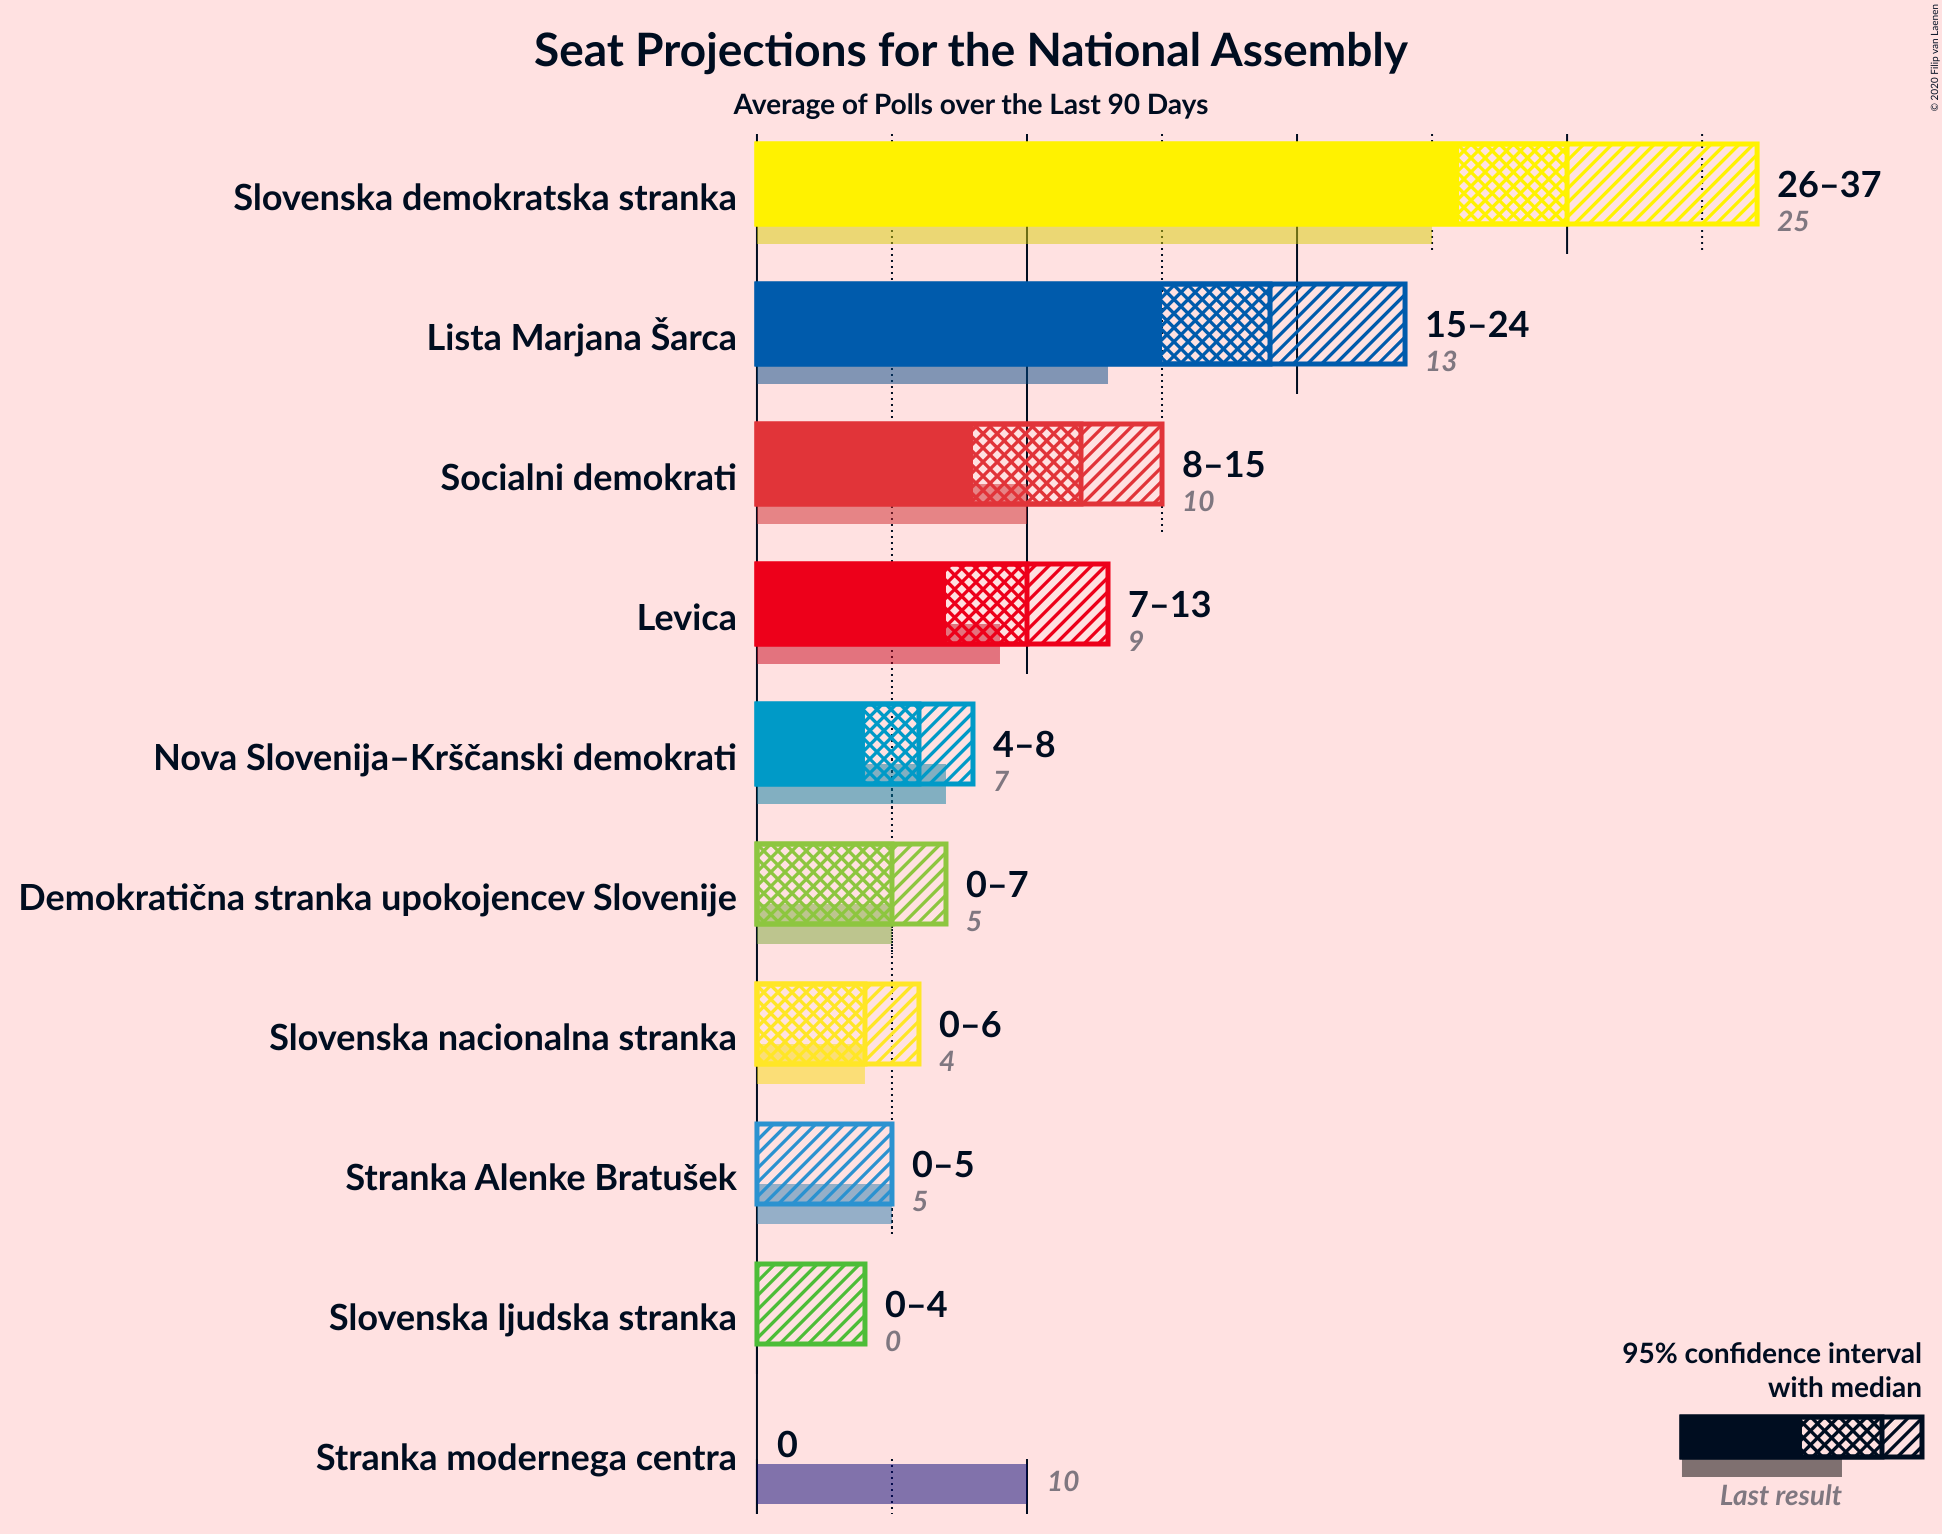 Seat Projections for the National Assembly
Average of Polls over the Last 90 Days
© 2020 Filip van Laenen
Slovenska demokratska stranka
26–37
25
Lista Marjana Šarca
15–24
13
Socialni demokrati
8–15
10
Levica
7–13
9
Nova Slovenija–Krščanski demokrati
4–8
7
Demokratična stranka upokojencev Slovenije
0–7
5
Slovenska nacionalna stranka
0–6
4
Stranka Alenke Bratušek
0–5
5
Slovenska ljudska stranka
0–4
0
Stranka modernega centra
0
10
95% confidence interval
with median
Last result